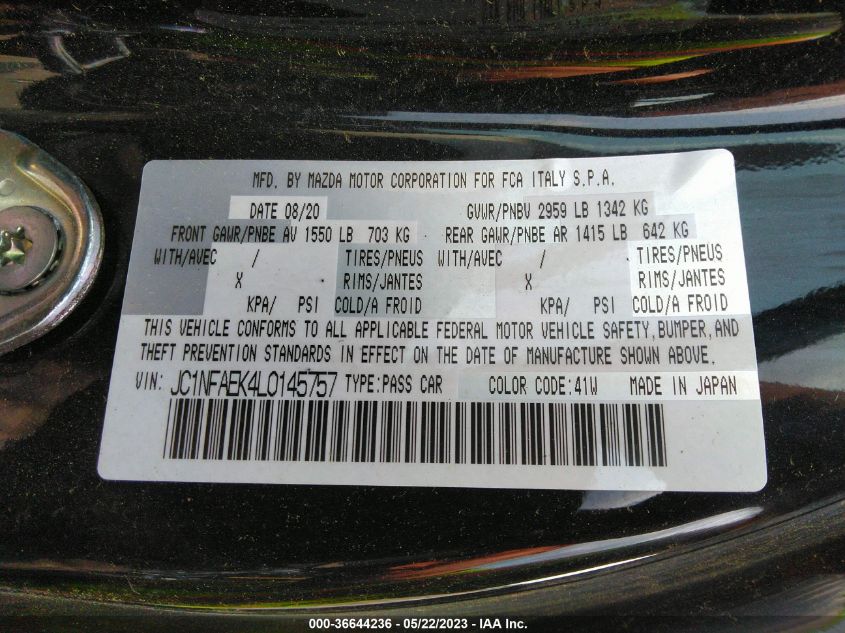 MFD. BY MAZDA MOTOR CORPORATION FOR FCA ITALY S.P.A.
DATE 08/20 GVWR/PNBV 2959 LB 1342 KG
FRONT GAWR/PNBE AV 1550 LB 703 KG REAR GAWR/PNBE AR 1415 LB 642 KG
WITH/AVEC / TIRES/PNEUS WITH/AVEC / TIRES/PNEUS
X RIMS/JANTES X RIMS/JANTES
KPA/ PSI COLD/A FROID KPA/ PSI COLD/A FROID
THIS VEHICLE CONFORMS TO ALL APPLICABLE FEDERAL MOTOR VEHICLE SAFETY,BUMPER,AND
THEFT PREVENTION STANDARDS IN EFFECT ON THE DATE OF MANUFACTURE SHOWN ABOVE.
VIN: JC1NFAEK4L0145757 TYPE:PASS CAR COLOR CODE:41W MADE IN JAPAN
000-36644236 - 05/22/2023 - IAA Inc.